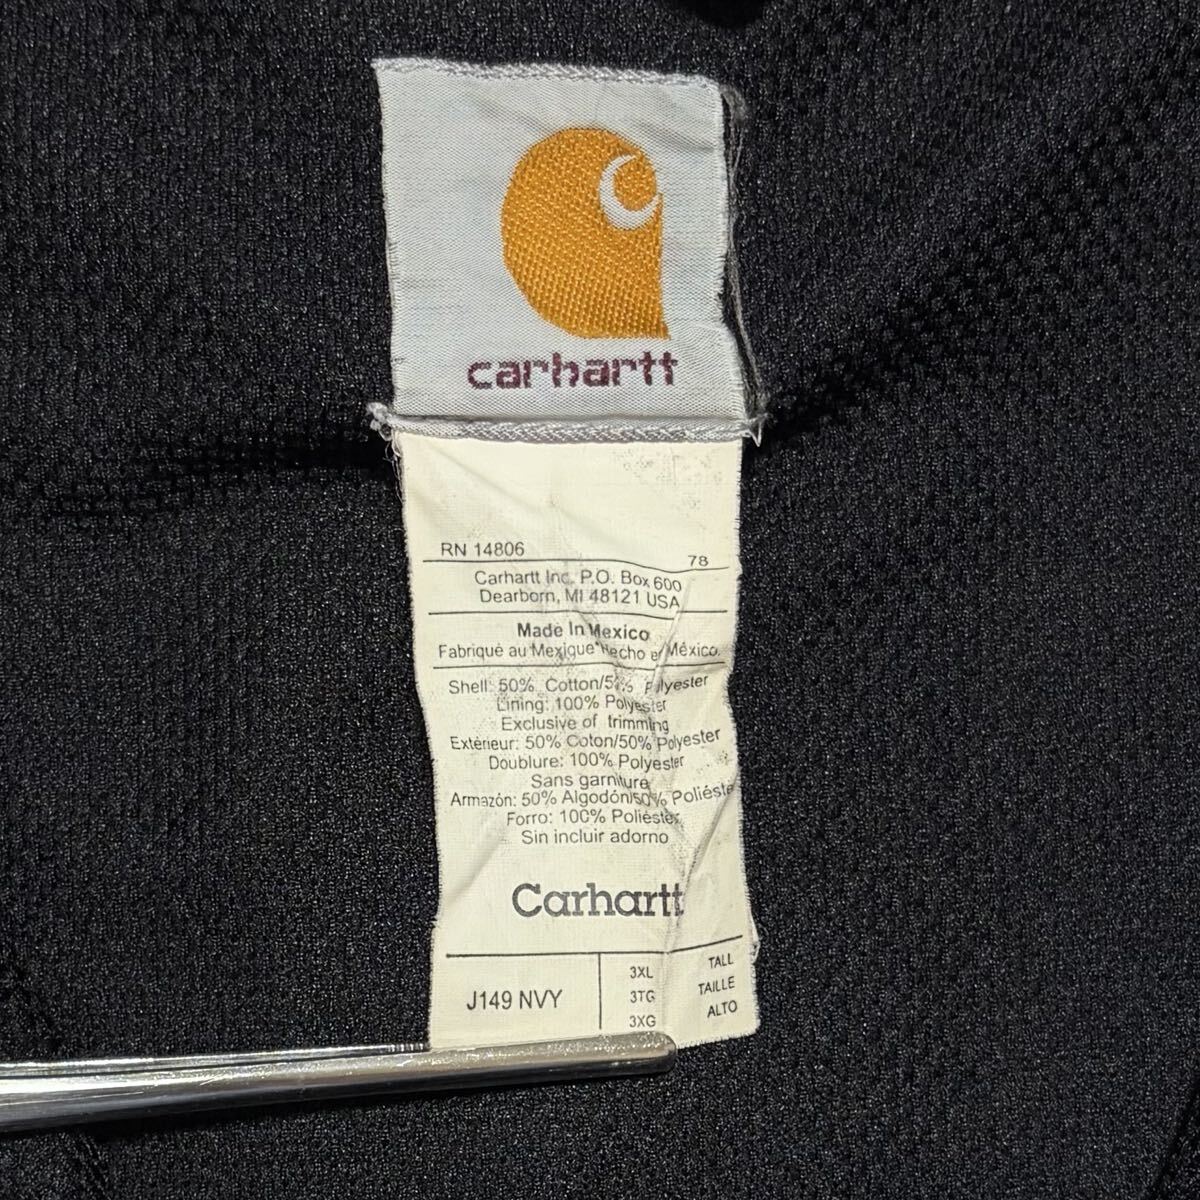 carhartt
RN 14806
78
Carhartt Inc. P.O. Box 600
Dearborn, MI 48121 USA
Made In Mexico
Fabriqué au Mexique Hecho en México.
Shell: 50% Cotton/50% Polyester
Lining: 100% Polyester
Exclusive of trimming
Extérieur: 50% Coton/50% Polyester
Doublure: 100% Polyester
Sans garniture
Armazón: 50% Algodón/50% Poliéster
Forro: 100% Poliéster
Sin incluir adorno
Carhartt
J149 NVY
3XL TALL
3TG TAILLE
3XG ALTO